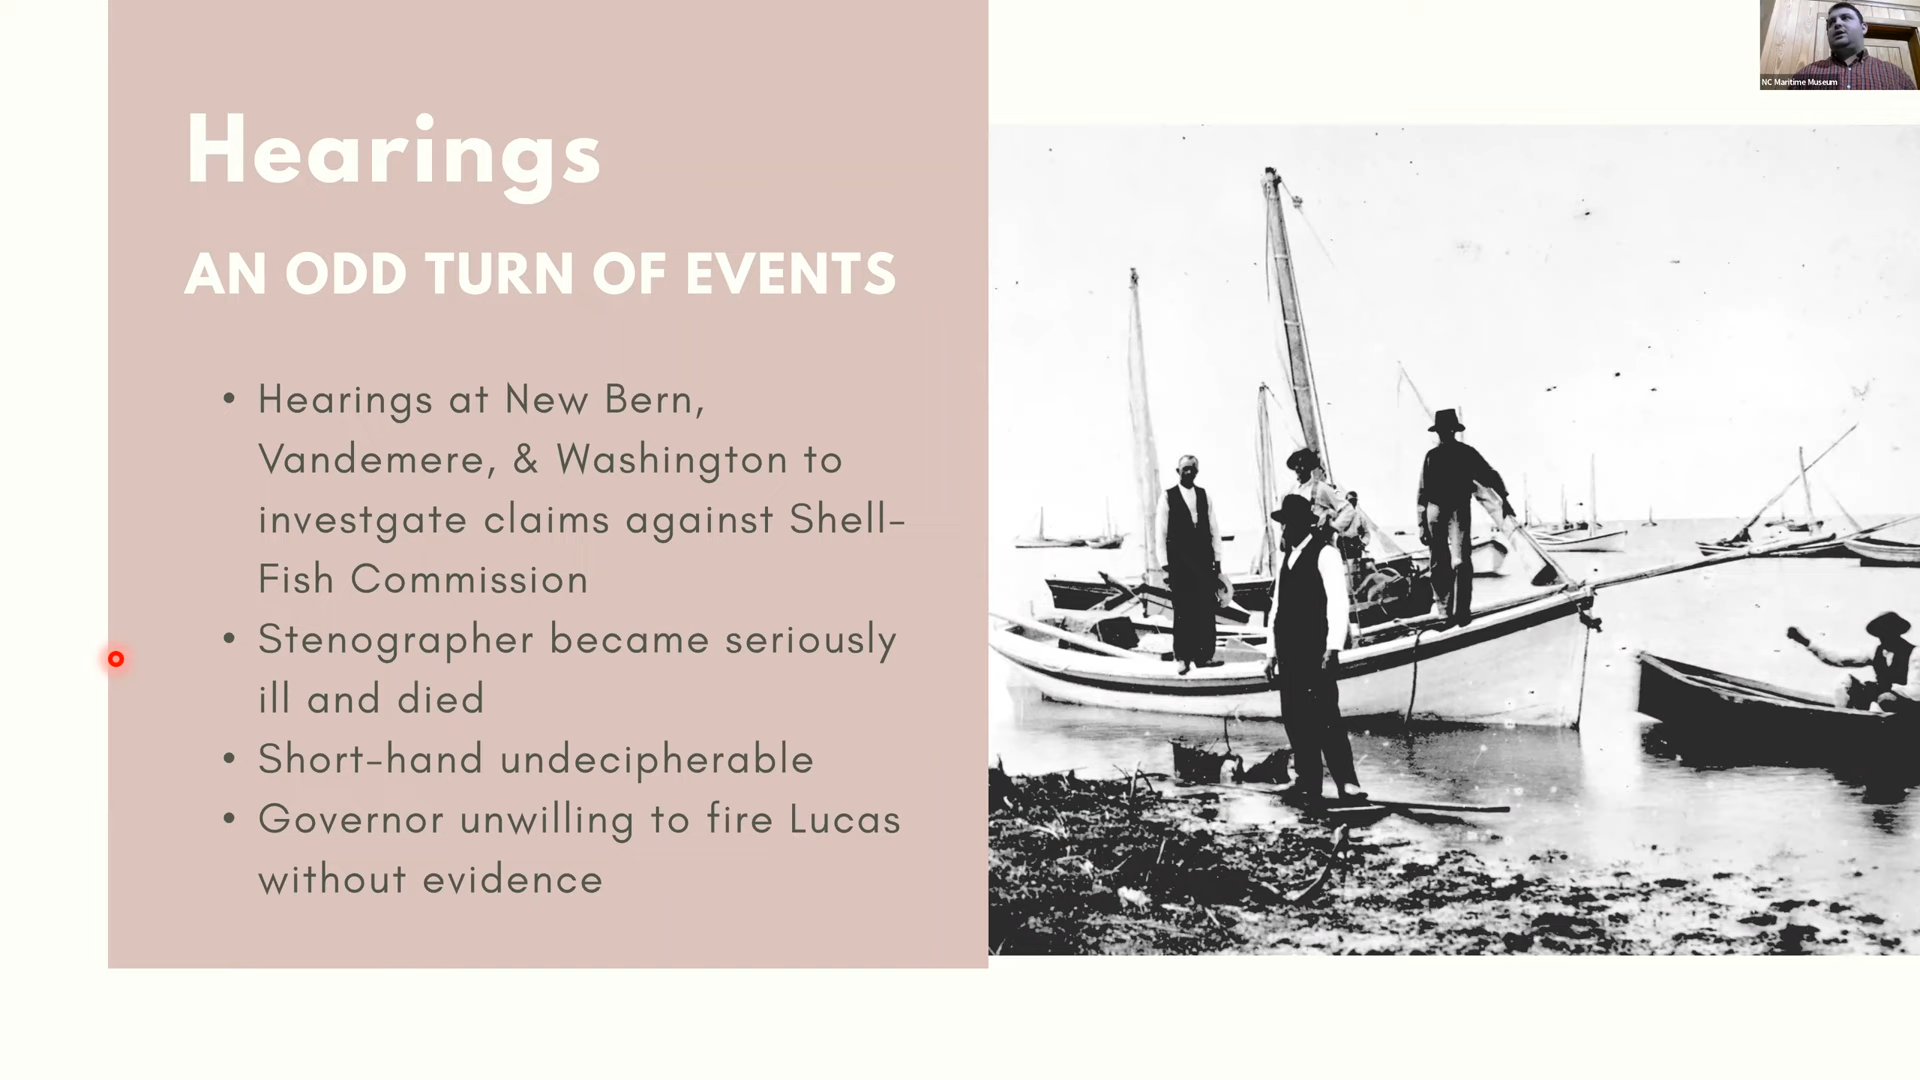 NC Maritime Museum
Hearings
AN ODD TURN OF EVENTS
• Hearings at New Bern,
Vandemere, & Washington to
investgate claims against Shell-
Fish Commission
• Stenographer became seriously
ill and died
• Short-hand undecipherable
• Governor unwilling to fire Lucas
without evidence